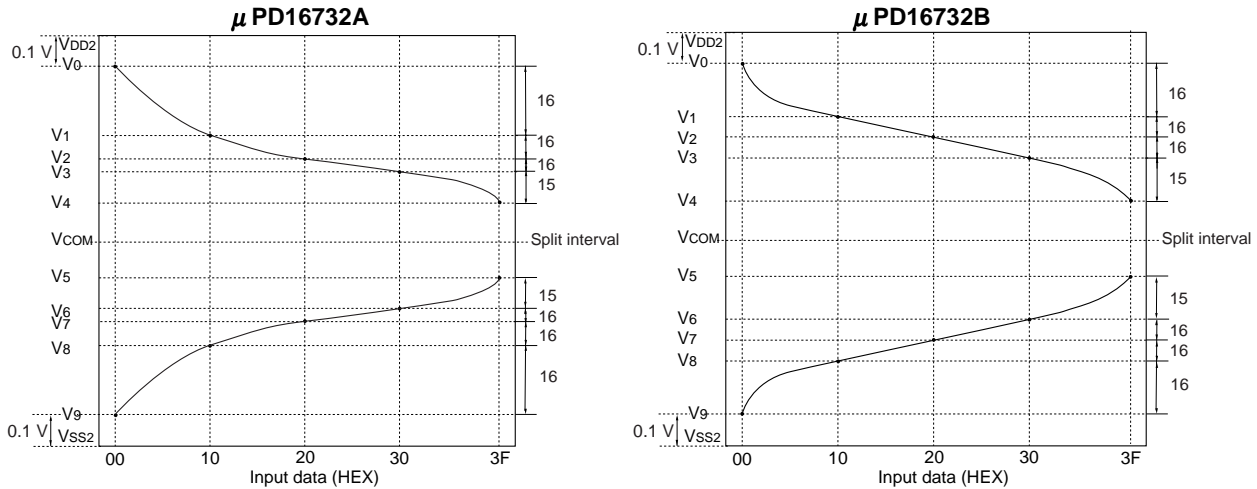 μ PD16732A
0.1 V
VDD2
V0
V1
V2
V3
V4
VCOM
V5
V6
V7
V8
V9
0.1 V
VSS2
16
16
16
15
Split interval
15
16
16
16
00 10 20 30 3F
Input data (HEX)
μ PD16732B
0.1 V
VDD2
V0
V1
V2
V3
V4
VCOM
V5
V6
V7
V8
V9
0.1 V
VSS2
16
16
16
15
Split interval
15
16
16
16
00 10 20 30 3F
Input data (HEX)